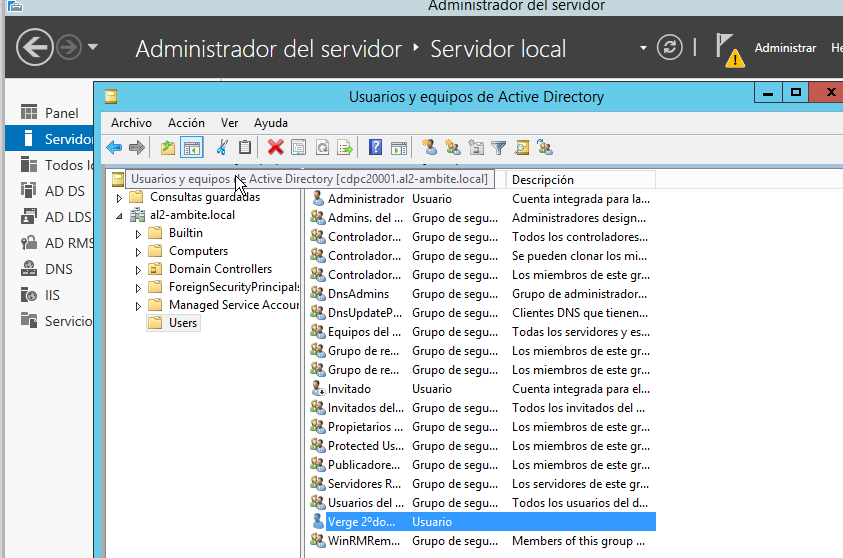 Administrador del servidor
Administrador del servidor ‣ Servidor local
Administrar
Panel
Servidor
Todos lo
AD DS
AD LDS
AD RMS
DNS
IIS
Servicio
Usuarios y equipos de Active Directory
Archivo Acción Ver Ayuda
Usuarios y equipos de Active Directory [cdpc20001.al2-ambite.local]
Consultas guardadas
al2-ambite.local
Builtin
Computers
Domain Controllers
ForeignSecurityPrincipals
Managed Service Accour
Users
Descripción
Administrador Usuario Cuenta integrada para la...
Admins. del ... Grupo de segu... Administradores design...
Controlador... Grupo de segu... Todos los controladores...
Controlador... Grupo de segu... Se pueden clonar los mi...
Controlador... Grupo de segu... Los miembros de este gr...
DnsAdmins Grupo de segu... Grupo de administrador...
DnsUpdateP... Grupo de segu... Clientes DNS que tienen...
Equipos del ... Grupo de segu... Todas los servidores y es...
Grupo de re... Grupo de segu... Los miembros de este gr...
Grupo de re... Grupo de segu... Los miembros de este gr...
Invitado Usuario Cuenta integrada para el...
Invitados del... Grupo de segu... Todos los invitados del ...
Propietarios ... Grupo de segu... Los miembros de este gr...
Protected Us... Grupo de segu... Los miembros de este gr...
Publicadore... Grupo de segu... Los miembros de este gr...
Servidores R... Grupo de segu... Los servidores de este gr...
Usuarios del ... Grupo de segu... Todos los usuarios del d...
Verge 2ºdo... Usuario
WinRMRem... Grupo de segu... Members of this group ...